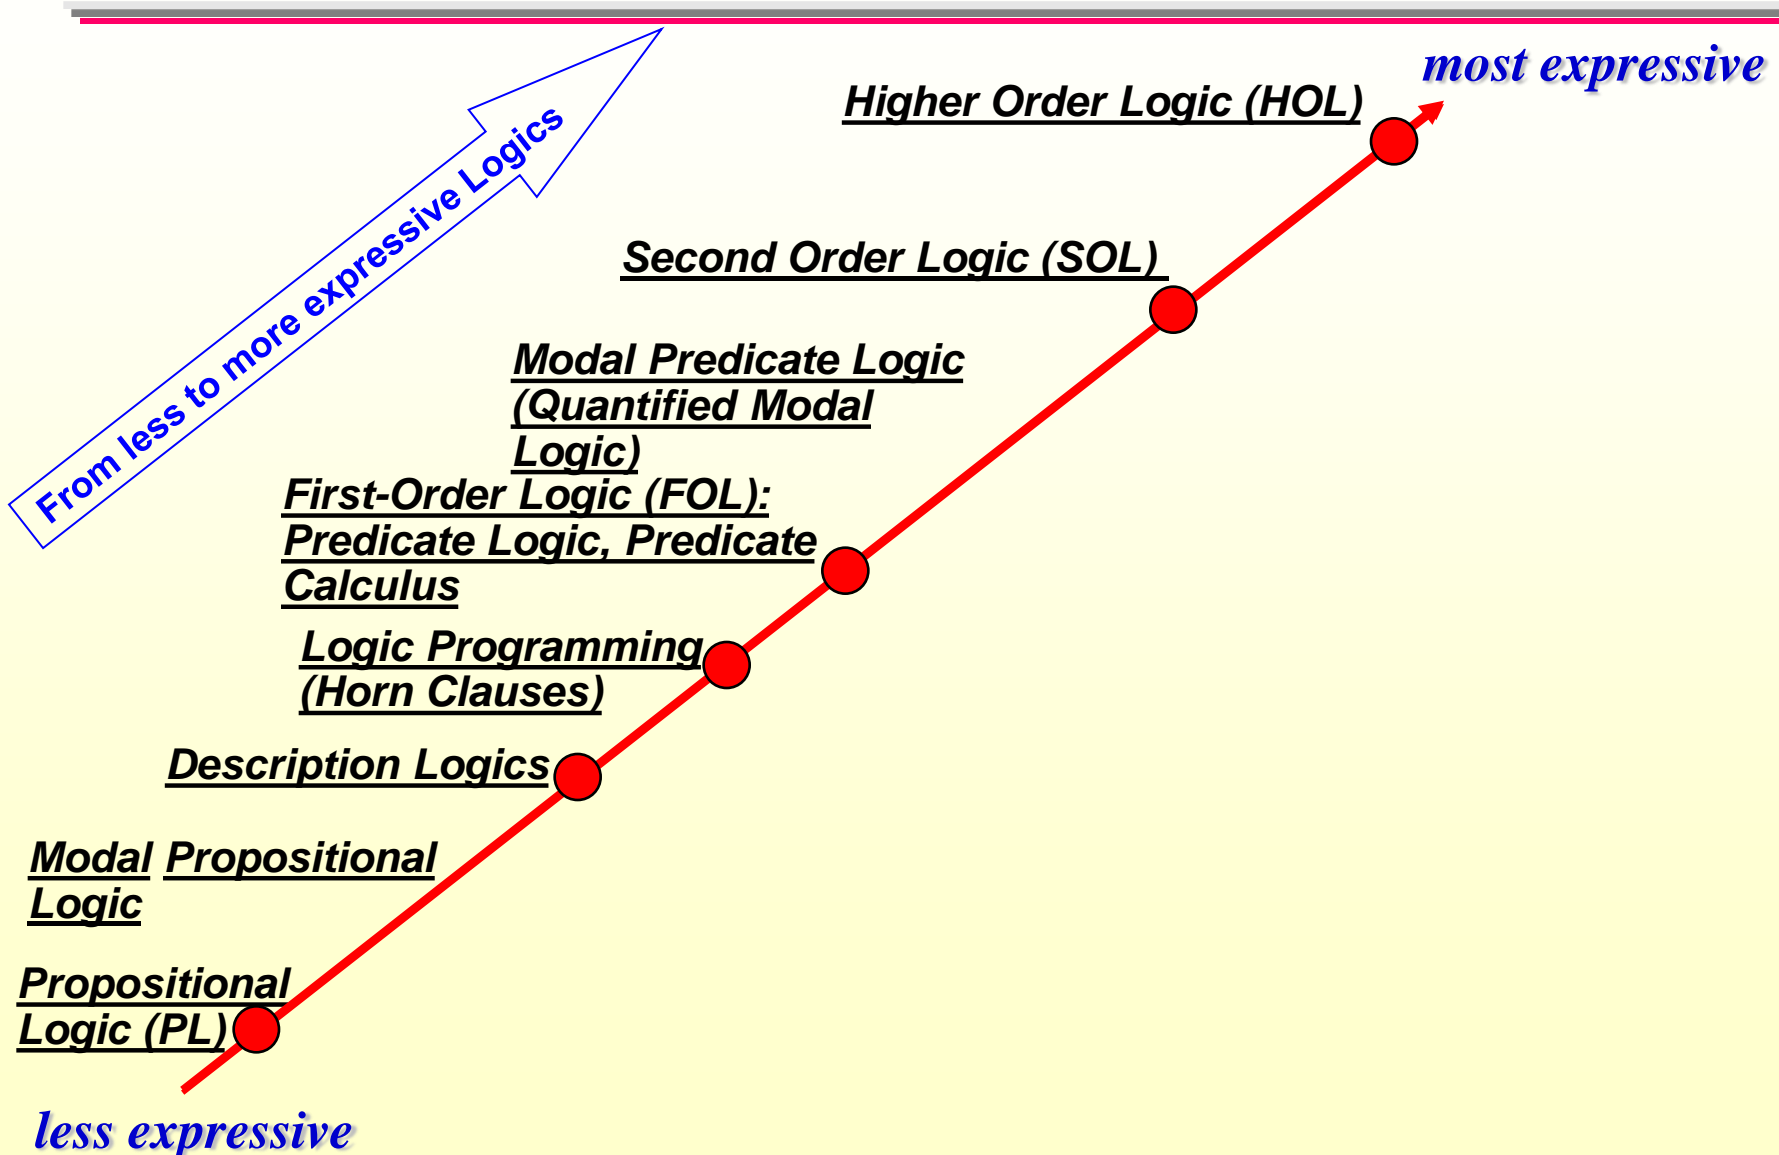 most expressive
Higher Order Logic (HOL)
From less to more expressive Logics
Second Order Logic (SOL)
Modal Predicate Logic
(Quantified Modal
Logic)
First-Order Logic (FOL):
Predicate Logic, Predicate
Calculus
Logic Programming
(Horn Clauses)
Description Logics
Modal Propositional
Logic
Propositional
Logic (PL)
less expressive